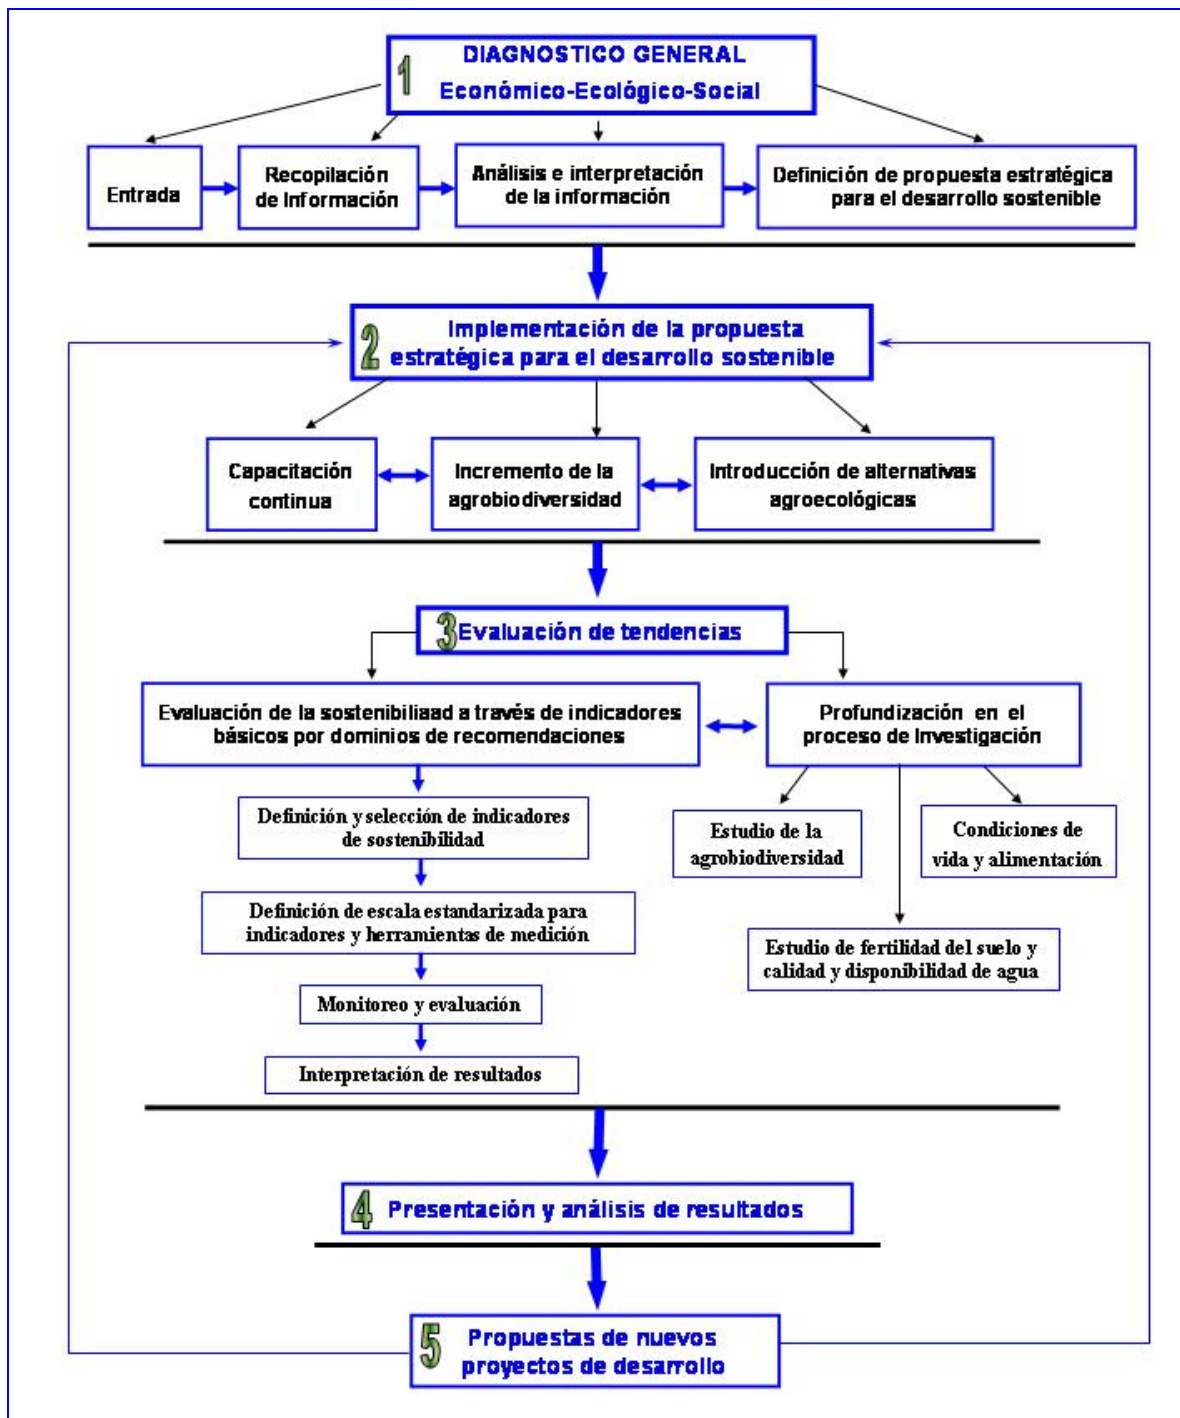 1
DIAGNOSTICO GENERAL
Económico-Ecológico-Social
Entrada
Recopilación
de Información
Análisis e interpretación
de la información
Definición de propuesta estratégica
para el desarrollo sostenible
2
Implementación de la propuesta
estratégica para el desarrollo sostenible
Capacitación
continua
Incremento de la
agrobiodiversidad
Introducción de alternativas
agroecológicas
3 Evaluación de tendencias
Evaluación de la sostenibiliaad a través de indicadores
básicos por dominios de recomendaciones
Profundización en el
proceso de Investigación
Definición y selección de indicadores
de sostenibilidad
Definición de escala estandarizada para
indicadores y herramientas de medición
Monitoreo y evaluación
Interpretación de resultados
Estudio de la
agrobiodiversidad
Condiciones de
vida y alimentación
Estudio de fertilidad del suelo y
calidad y disponibilidad de agua
4 Presentación y análisis de resultados
5
Propuestas de nuevos
proyectos de desarrollo